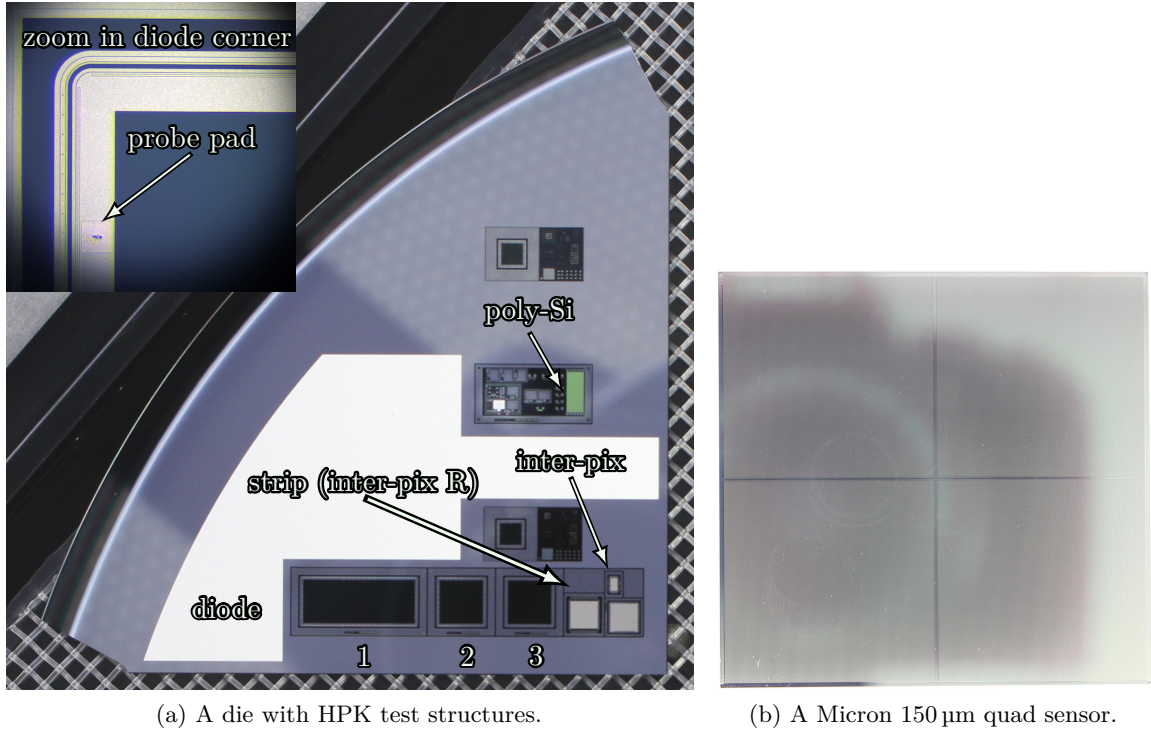 zoom in diode corner
probe pad
poly-Si
inter-pix
strip (inter-pix R)
diode
1 2 3
(a) A die with HPK test structures.
(b) A Micron 150 µm quad sensor.